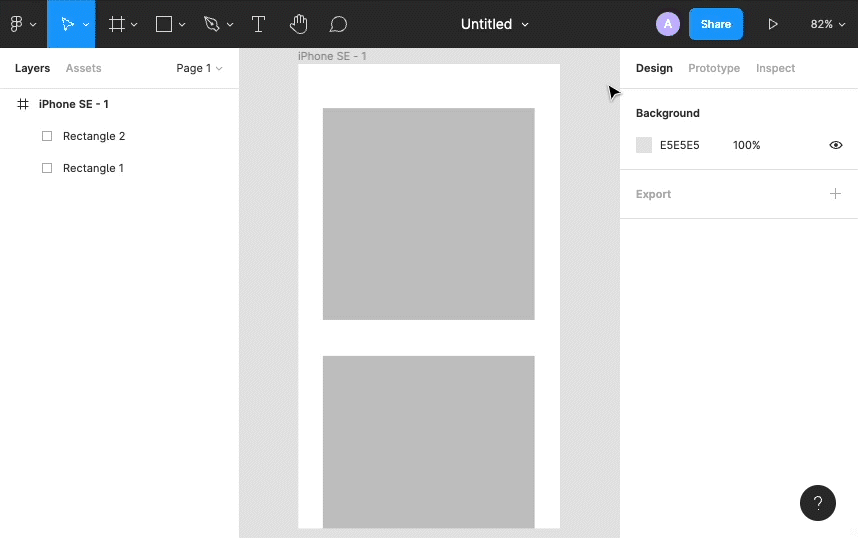 Untitled
A
Share
82%
Layers
Assets
Page 1
iPhone SE - 1
Rectangle 2
Rectangle 1
iPhone SE - 1
Design
Prototype
Inspect
Background
E5E5E5
100%
Export
?